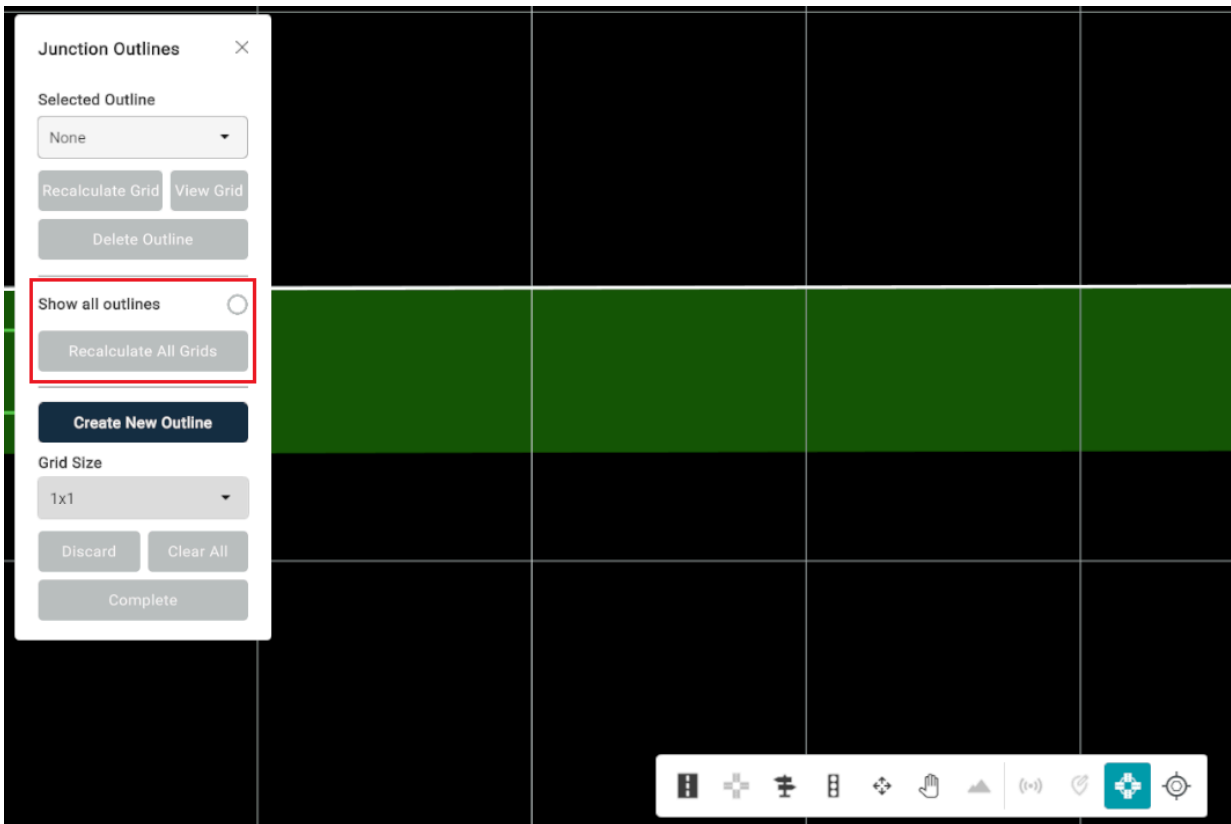 Junction Outlines
Selected Outline
None
Recalculate Grid View Grid
Delete Outline
Show all outlines
Recalculate All Grids
Create New Outline
Grid Size
1x1
Discard Clear All
Complete